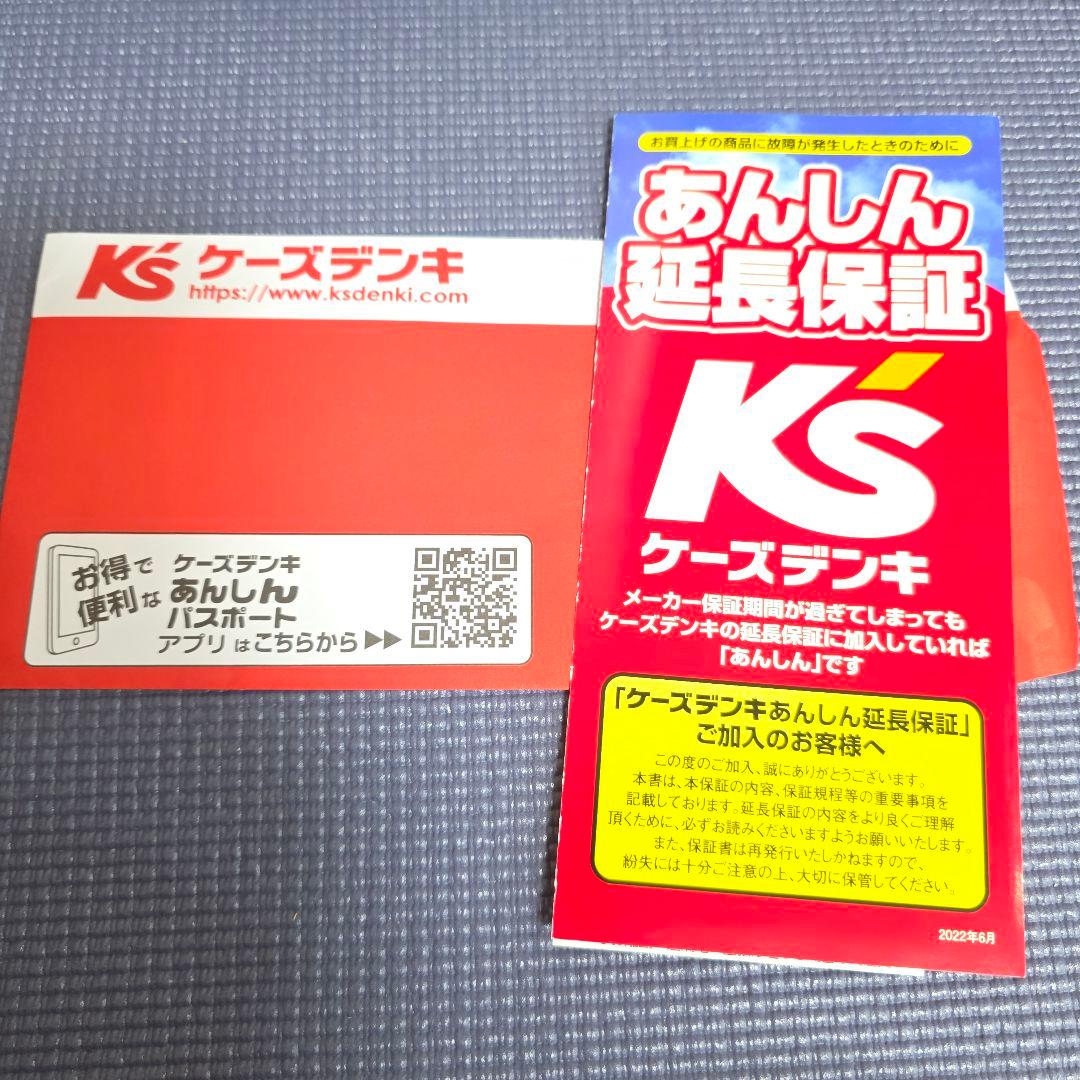 K's ケーズデンキ
https://www.ksdenki.com
お得で
便利な
ケーズデンキ
あんしん
パスポート
アプリはこちらから▶▶
お買上げの商品に故障が発生したときのために
あんしん
延長保証
K's
ケーズデンキ
メーカー保証期間が過ぎてしまっても
ケーズデンキの延長保証に加入していれば
「あんしん」です
「ケーズデンキあんしん延長保証」
ご加入のお客様へ
この度のご加入、誠にありがとうございます。
本書は、本保証の内容、保証規程等の重要事項を
記載しております。延長保証の内容をより良くご理解
頂くために、必ずお読みくださいますようお願いいたします。
また、保証書は再発行いたしかねますので、
紛失には十分ご注意の上、大切に保管してください。
2022年6月